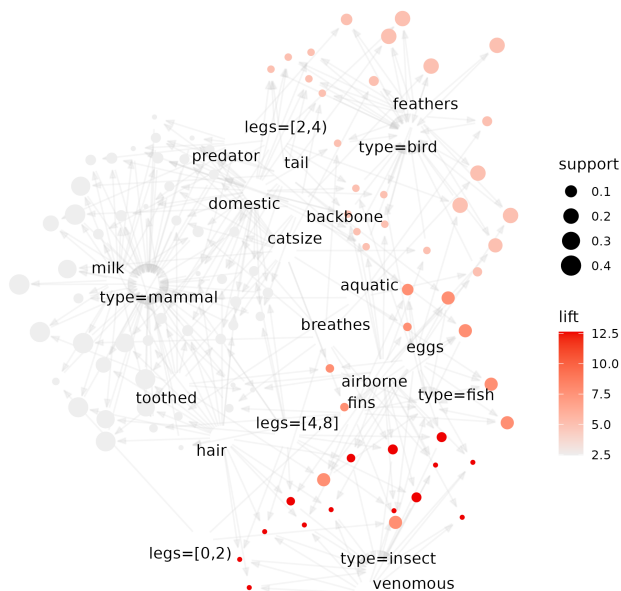 feathers
legs=[2,4)
type=bird
predator
tail
domestic
backbone
catsize
milk
aquatic
type=mammal
breathes
eggs
airborne
toothed
fins
type=fish
legs=[4,8]
hair
legs=[0,2)
type=insect
venomous
support
0.1
0.2
0.3
0.4
lift
12.5
10.0
7.5
5.0
2.5